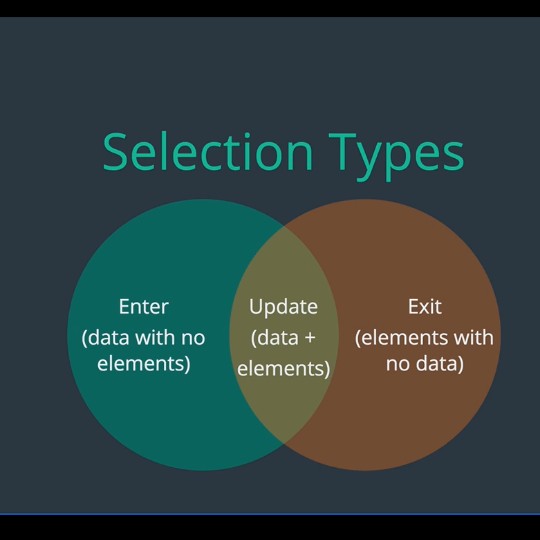 Selection Types
Enter
(data with no
elements)
Update
(data +
elements)
Exit
(elements with
no data)